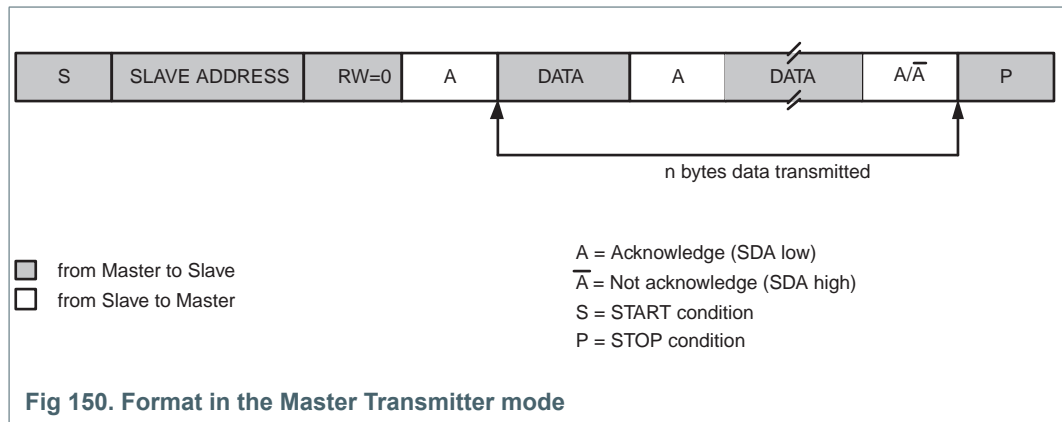 S SLAVE ADDRESS RW=0 A DATA A DATA A/A̅ P
n bytes data transmitted
from Master to Slave
from Slave to Master
A = Acknowledge (SDA low)
A̅ = Not acknowledge (SDA high)
S = START condition
P = STOP condition
Fig 150. Format in the Master Transmitter mode